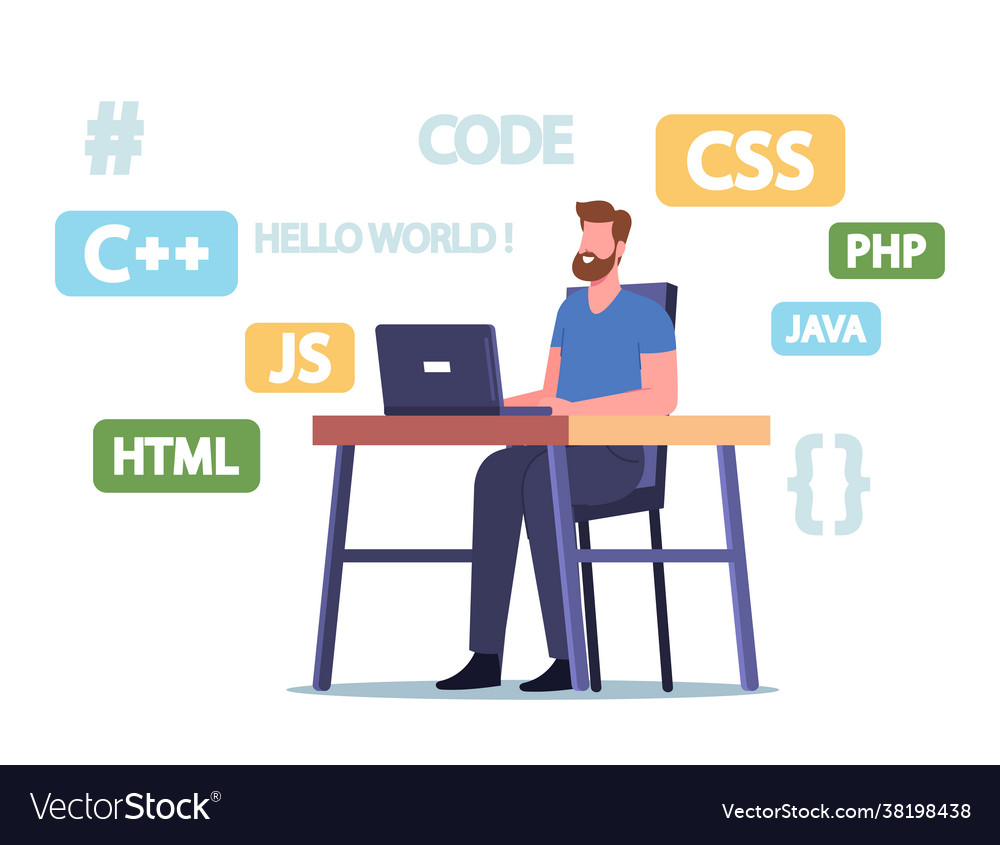 #
CODE
CSS
C++
HELLO WORLD !
PHP
JS
JAVA
HTML
{}
VectorStock®
VectorStock.com/38198438